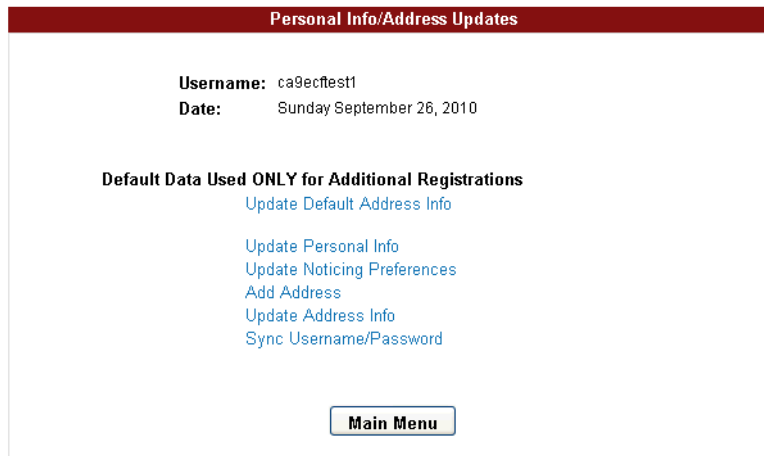 Personal Info/Address Updates
Username: ca9ecftest1
Date: Sunday September 26, 2010
Default Data Used ONLY for Additional Registrations
Update Default Address Info
Update Personal Info
Update Noticing Preferences
Add Address
Update Address Info
Sync Username/Password
Main Menu